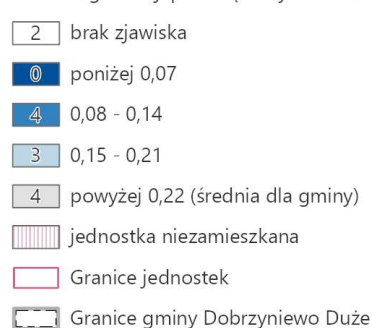 2 brak zjawiska
0 poniżej 0,07
4 0,08 - 0,14
3 0,15 - 0,21
4 powyżej 0,22 (średnia dla gminy)
jednostka niezamieszkana
Granice jednostek
Granice gminy Dobrzyniewo Duże